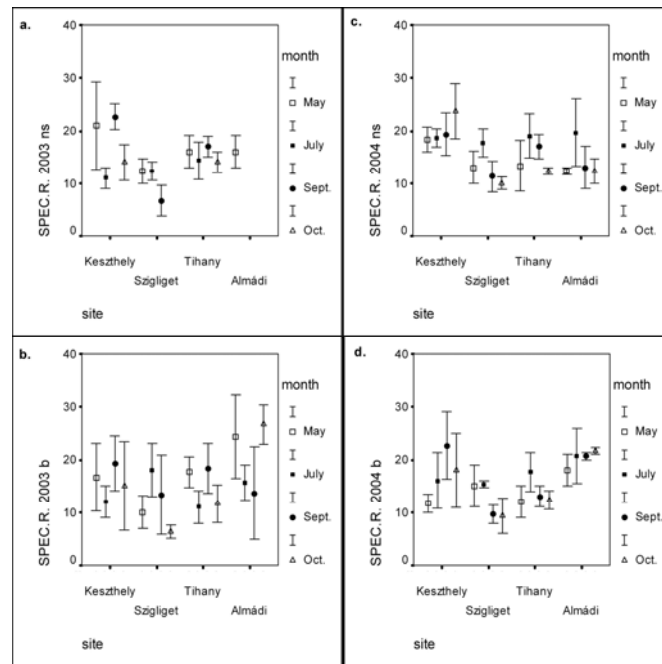 a.
SPEC.R. 2003 ns
40
30
20
10
0
Keszthely
Szigliget
Tihany
Almádi
site
month
May
July
Sept.
Oct.
c.
SPEC.R. 2004 ns
40
30
20
10
0
Keszthely
Szigliget
Tihany
Almádi
site
month
May
July
Sept.
Oct.
b.
SPEC.R. 2003 b
40
30
20
10
0
Keszthely
Szigliget
Tihany
Almádi
site
month
May
July
Sept.
Oct.
d.
SPEC.R. 2004 b
40
30
20
10
0
Keszthely
Szigliget
Tihany
Almádi
site
month
May
July
Sept.
Oct.